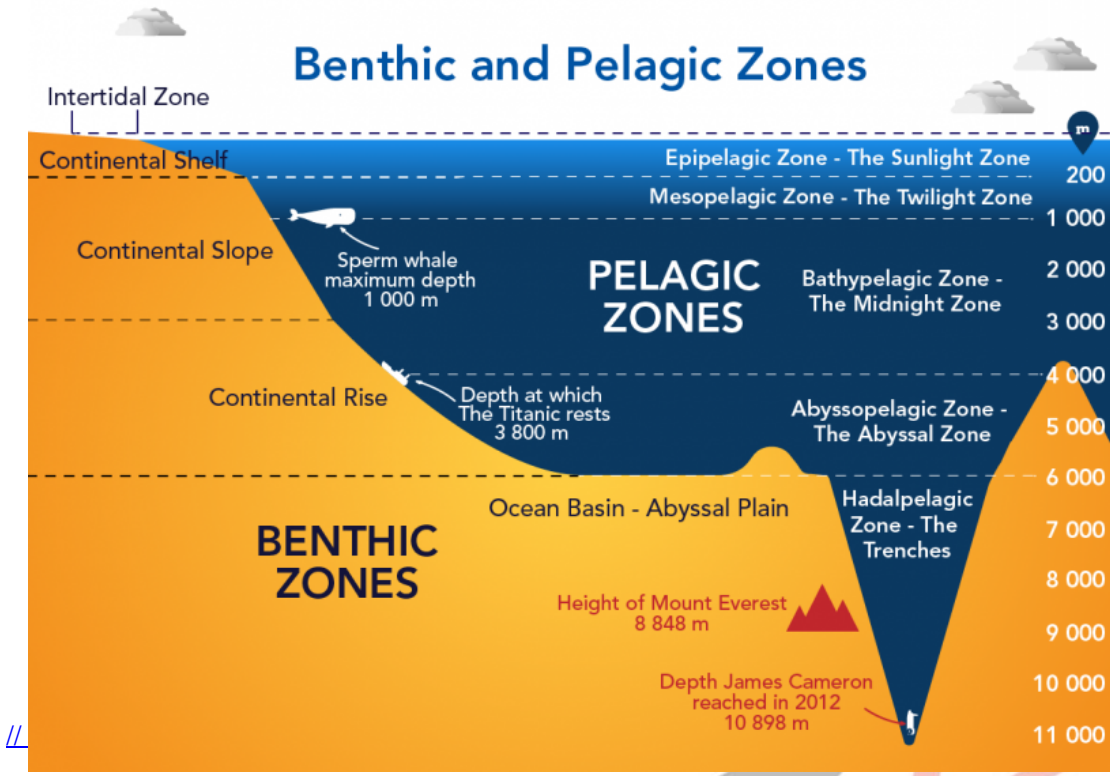 Benthic and Pelagic Zones
Intertidal Zone
m
Continental Shelf
Epipelagic Zone - The Sunlight Zone
200
Mesopelagic Zone - The Twilight Zone
1 000
Continental Slope
Sperm whale
maximum depth
1 000 m
PELAGIC
ZONES
Bathypelagic Zone -
The Midnight Zone
2 000
3 000
4 000
Continental Rise
Depth at which
The Titanic rests
3 800 m
Abyssopelagic Zone -
The Abyssal Zone
5 000
6 000
Ocean Basin - Abyssal Plain
Hadalpelagic
Zone - The
Trenches
7 000
BENTHIC
ZONES
8 000
Height of Mount Everest
8 848 m
9 000
Depth James Cameron
reached in 2012
10 898 m
10 000
11 000
//